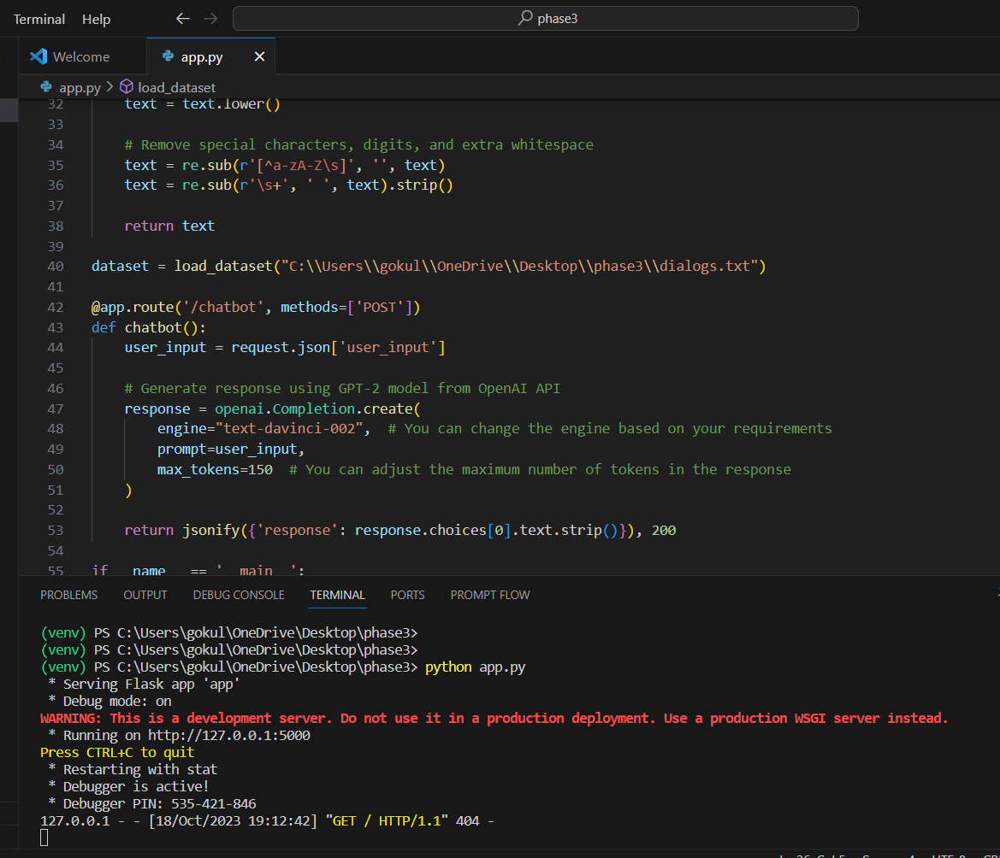 Terminal Help phase3
Welcome app.py
app.py load_dataset
32 text = text.lower()
33
34 # Remove special characters, digits, and extra whitespace
35 text = re.sub(r'[^a-zA-Z\s]', '', text)
36 text = re.sub(r'\s+', ' ', text).strip()
37
38 return text
39
40 dataset = load_dataset("C:\\Users\\gokul\\OneDrive\\Desktop\\phase3\\dialogs.txt")
41
42 @app.route('/chatbot', methods=['POST'])
43 def chatbot():
44 user_input = request.json['user_input']
45
46 # Generate response using GPT-2 model from OpenAI API
47 response = openai.Completion.create(
48 engine="text-davinci-002", # You can change the engine based on your requirements
49 prompt=user_input,
50 max_tokens=150 # You can adjust the maximum number of tokens in the response
51 )
52
53 return jsonify({'response': response.choices[0].text.strip()}), 200
54
55 if __name__ == '__main__':
PROBLEMS OUTPUT DEBUG CONSOLE TERMINAL PORTS PROMPT FLOW
(venv) PS C:\Users\gokul\OneDrive\Desktop\phase3>
(venv) PS C:\Users\gokul\OneDrive\Desktop\phase3>
(venv) PS C:\Users\gokul\OneDrive\Desktop\phase3> python app.py
* Serving Flask app 'app'
* Debug mode: on
WARNING: This is a development server. Do not use it in a production deployment. Use a production WSGI server instead.
* Running on http://127.0.0.1:5000
Press CTRL+C to quit
* Restarting with stat
* Debugger is active!
* Debugger PIN: 535-421-846
127.0.0.1 - - [18/Oct/2023 19:12:42] "GET / HTTP/1.1" 404 -